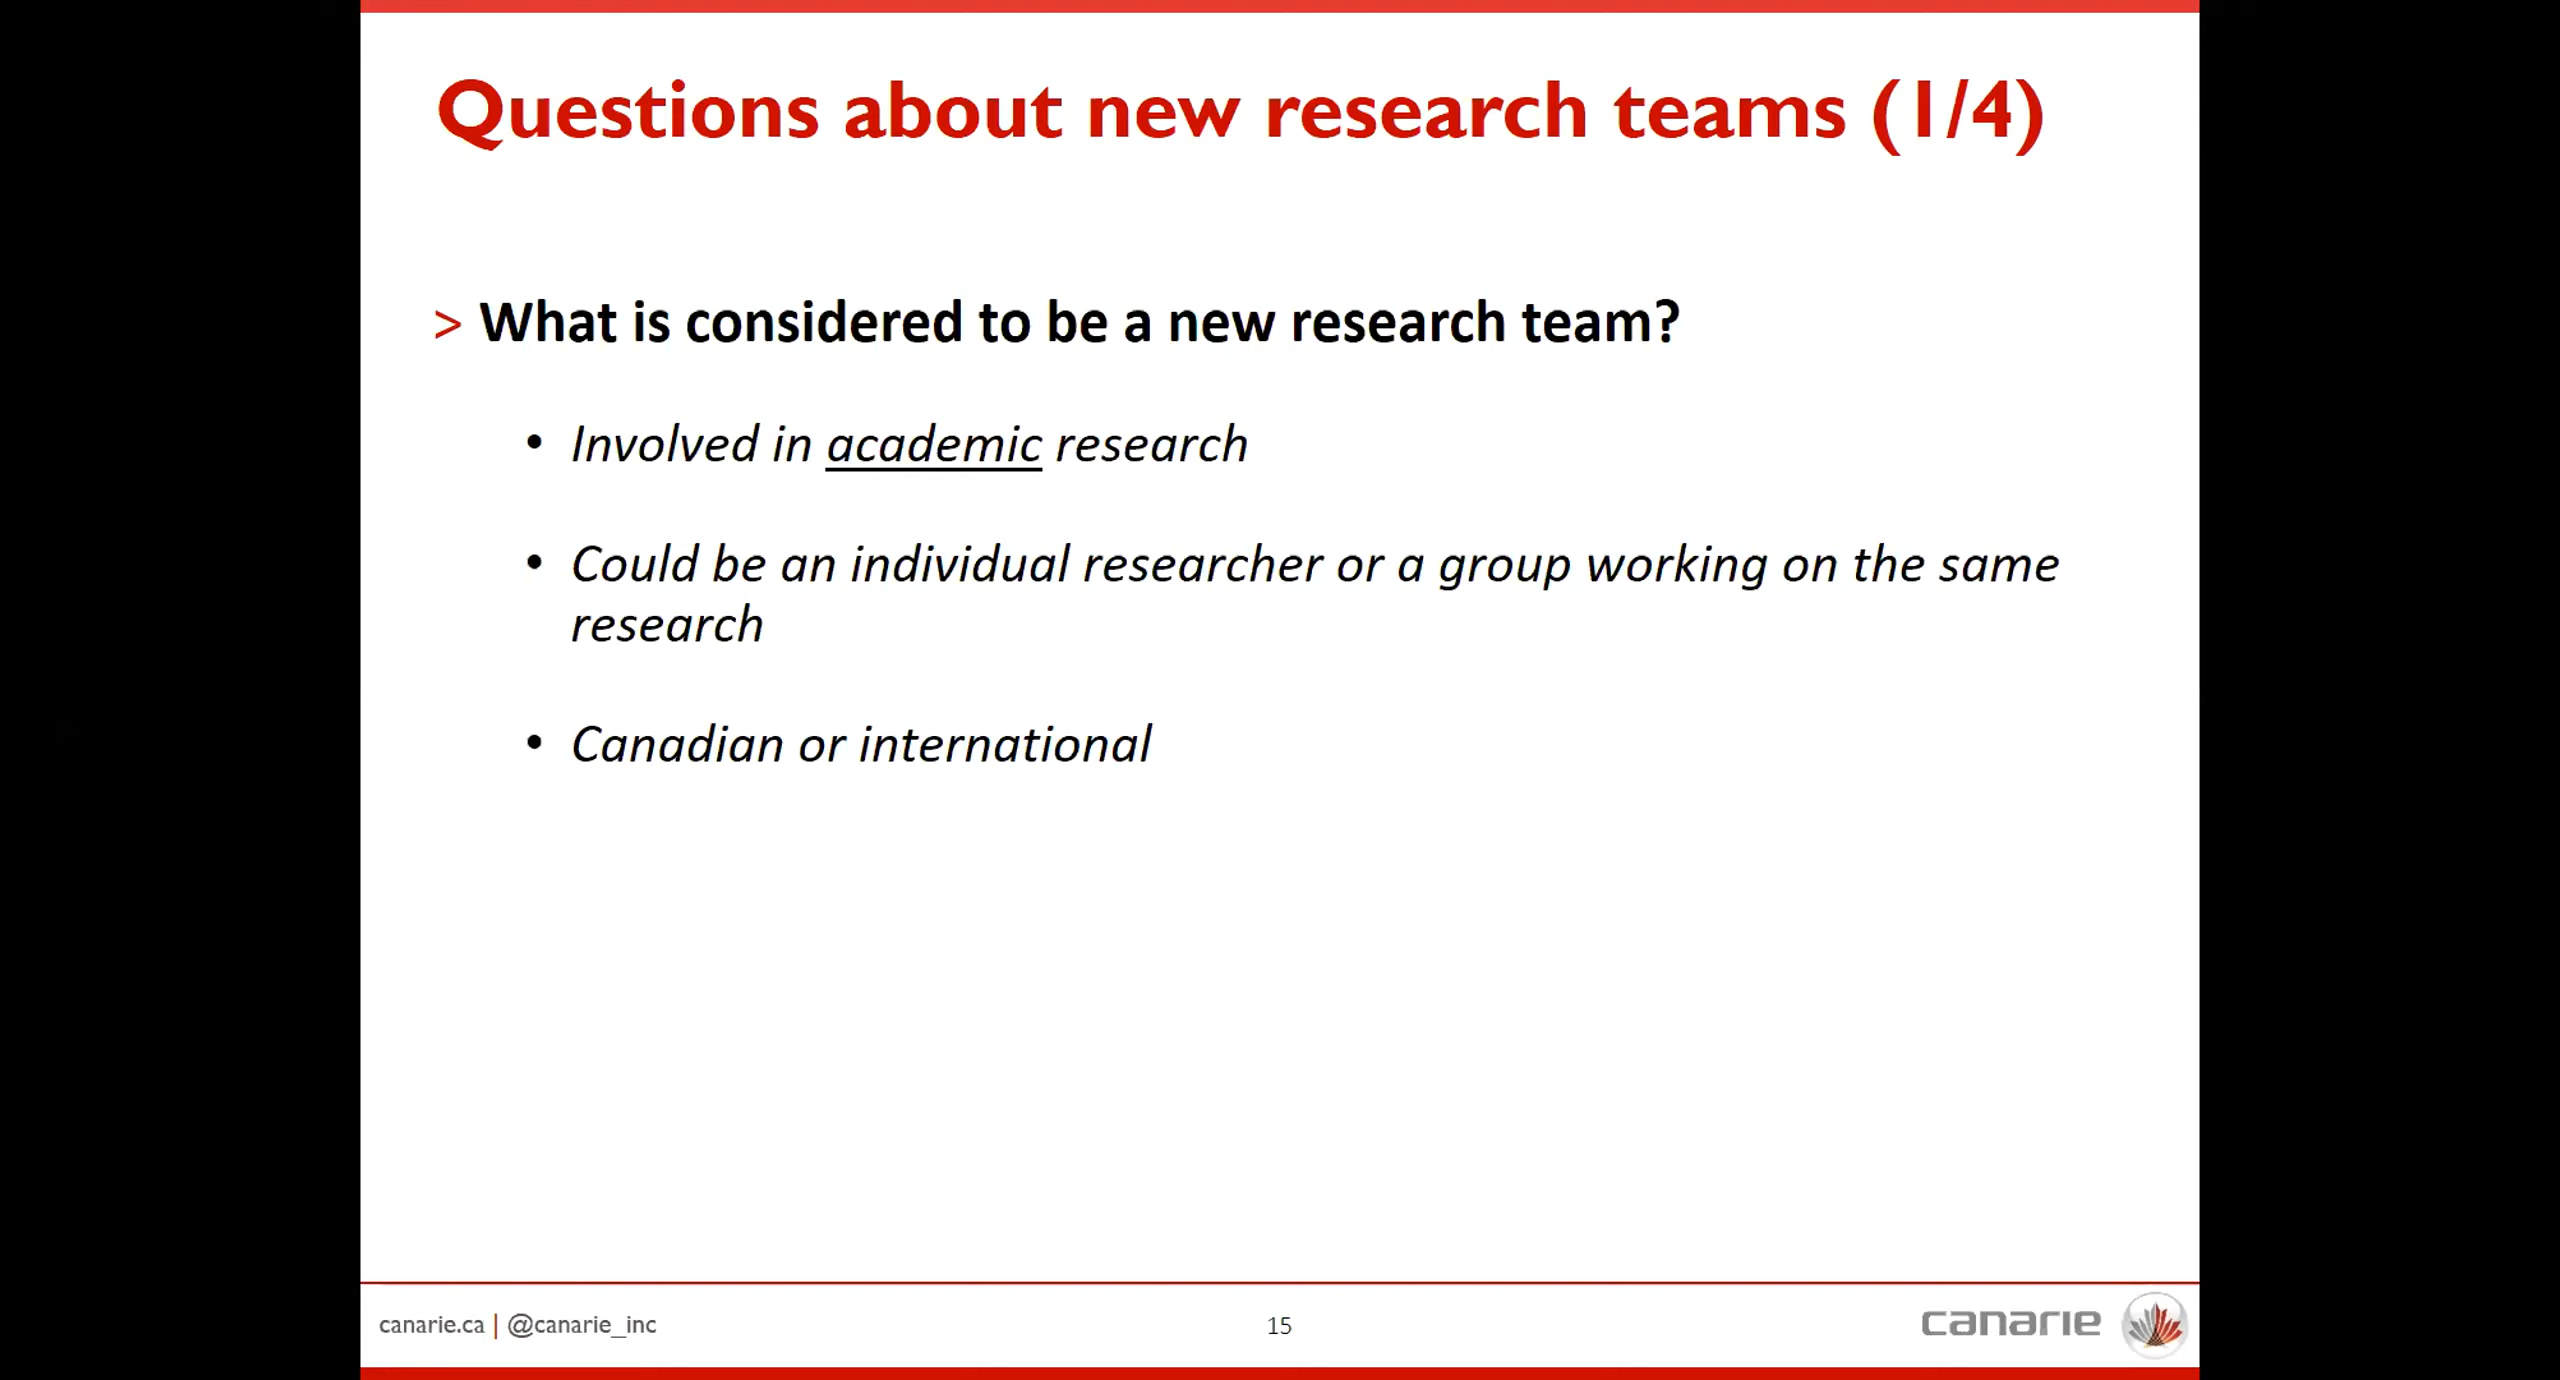 Questions about new research teams (1/4)
> What is considered to be a new research team?
• Involved in academic research
• Could be an individual researcher or a group working on the same
research
• Canadian or international
canarie.ca | @canarie_inc
15
canarie